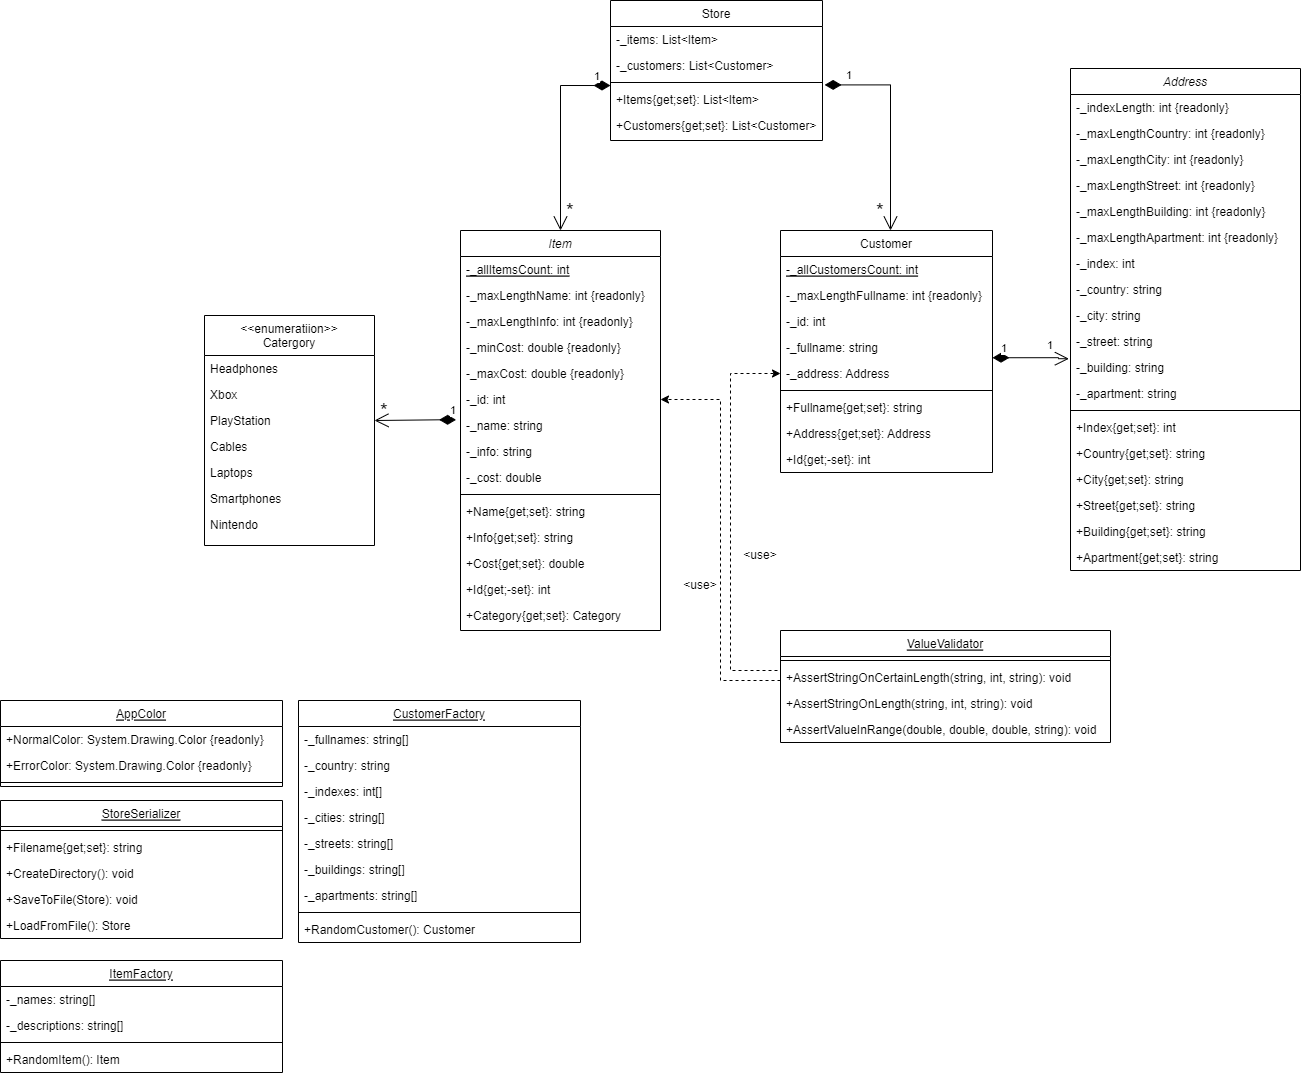 Store
-_items: List<Item>
-_customers: List<Customer>
+Items{get;set}: List<Item>
+Customers{get;set}: List<Customer>
1
1
*
*
Address
-_indexLength: int {readonly}
-_maxLengthCountry: int {readonly}
-_maxLengthCity: int {readonly}
-_maxLengthStreet: int {readonly}
-_maxLengthBuilding: int {readonly}
-_maxLengthApartment: int {readonly}
-_index: int
-_country: string
-_city: string
-_street: string
-_building: string
-_apartment: string
+Index{get;set}: int
+Country{get;set}: string
+City{get;set}: string
+Street{get;set}: string
+Building{get;set}: string
+Apartment{get;set}: string
Item
-_allItemsCount: int
-_maxLengthName: int {readonly}
-_maxLengthInfo: int {readonly}
-_minCost: double {readonly}
-_maxCost: double {readonly}
-_id: int
-_name: string
-_info: string
-_cost: double
+Name{get;set}: string
+Info{get;set}: string
+Cost{get;set}: double
+Id{get;-set}: int
+Category{get;set}: Category
Customer
-_allCustomersCount: int
-_maxLengthFullname: int {readonly}
-_id: int
-_fullname: string
-_address: Address
+Fullname{get;set}: string
+Address{get;set}: Address
+Id{get;-set}: int
1
1
<<enumeratiion>>
Catergory
Headphones
Xbox
PlayStation
Cables
Laptops
Smartphones
Nintendo
*
1
<use>
<use>
ValueValidator
+AssertStringOnCertainLength(string, int, string): void
+AssertStringOnLength(string, int, string): void
+AssertValueInRange(double, double, double, string): void
AppColor
+NormalColor: System.Drawing.Color {readonly}
+ErrorColor: System.Drawing.Color {readonly}
StoreSerializer
+Filename{get;set}: string
+CreateDirectory(): void
+SaveToFile(Store): void
+LoadFromFile(): Store
CustomerFactory
-_fullnames: string[]
-_country: string
-_indexes: int[]
-_cities: string[]
-_streets: string[]
-_buildings: string[]
-_apartments: string[]
+RandomCustomer(): Customer
ItemFactory
-_names: string[]
-_descriptions: string[]
+RandomItem(): Item